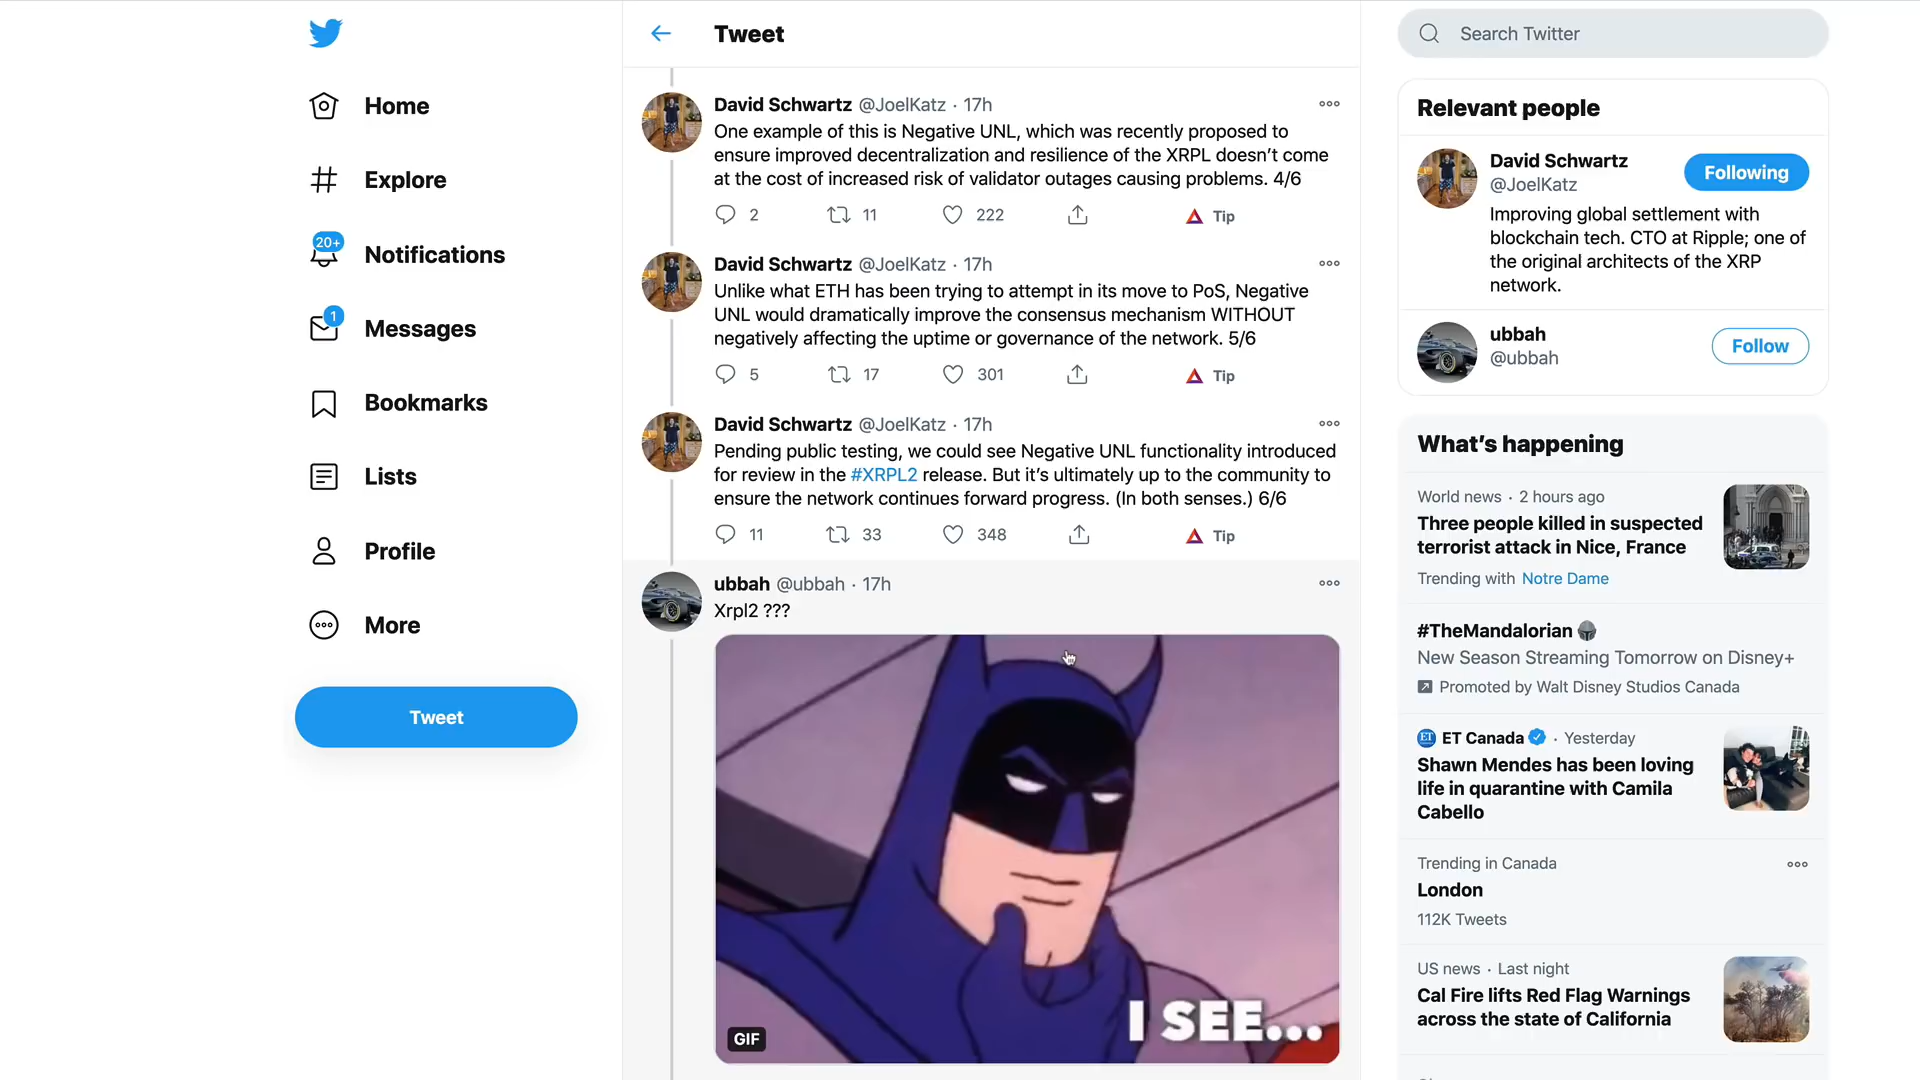 Home
Explore
20+
Notifications
1
Messages
Bookmarks
Lists
Profile
More
Tweet
Tweet
David Schwartz @JoelKatz · 17h
One example of this is Negative UNL, which was recently proposed to
ensure improved decentralization and resilience of the XRPL doesn’t come
at the cost of increased risk of validator outages causing problems. 4/6
2 11 222 Tip
David Schwartz @JoelKatz · 17h
Unlike what ETH has been trying to attempt in its move to PoS, Negative
UNL would dramatically improve the consensus mechanism WITHOUT
negatively affecting the uptime or governance of the network. 5/6
5 17 301 Tip
David Schwartz @JoelKatz · 17h
Pending public testing, we could see Negative UNL functionality introduced
for review in the #XRPL2 release. But it’s ultimately up to the community to
ensure the network continues forward progress. (In both senses.) 6/6
11 33 348 Tip
ubbah @ubbah · 17h
Xrpl2 ???
I SEE...
GIF
Search Twitter
Relevant people
David Schwartz
@JoelKatz
Following
Improving global settlement with
blockchain tech. CTO at Ripple; one of
the original architects of the XRP
network.
ubbah
@ubbah
Follow
What’s happening
World news · 2 hours ago
Three people killed in suspected
terrorist attack in Nice, France
Trending with Notre Dame
#TheMandalorian
New Season Streaming Tomorrow on Disney+
Promoted by Walt Disney Studios Canada
ET ET Canada · Yesterday
Shawn Mendes has been loving
life in quarantine with Camila
Cabello
Trending in Canada
London
112K Tweets
US news · Last night
Cal Fire lifts Red Flag Warnings
across the state of California